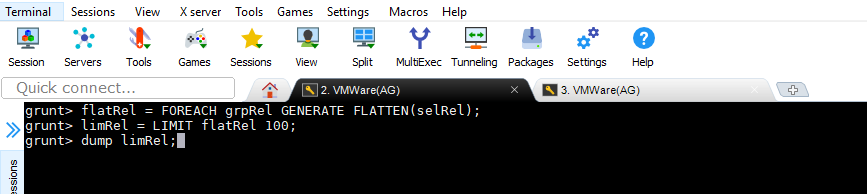 Terminal Sessions View X server Tools Games Settings Macros Help
Session Servers Tools Games Sessions View Split MultiExec Tunneling Packages Settings Help
Quick connect... 2. VMWare(AG) 3. VMWare(AG)
grunt> flatRel = FOREACH grpRel GENERATE FLATTEN(selRel);
grunt> limRel = LIMIT flatRel 100;
grunt> dump limRel;